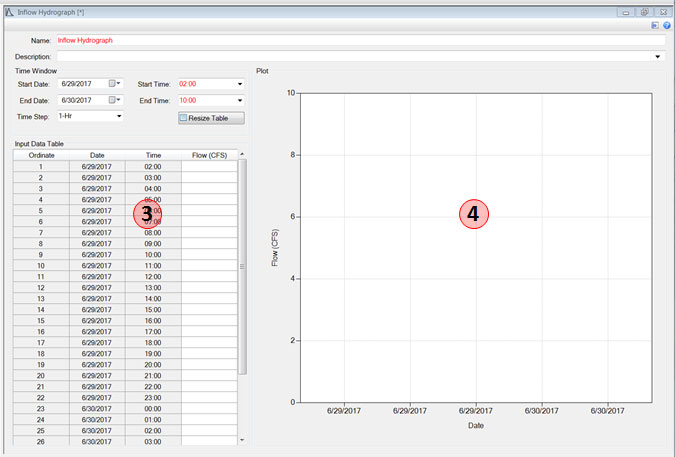 Inflow Hydrograph [*]
Name: Inflow Hydrograph
Description:
Time Window
Start Date: 6/29/2017 Start Time: 02:00
End Date: 6/30/2017 End Time: 10:00
Time Step: 1-Hr Resize Table
Input Data Table
Ordinate Date Time Flow (CFS)
1 6/29/2017 02:00
2 6/29/2017 03:00
3 6/29/2017 04:00
4 6/29/2017 05:00
5 6/29/2017
6 6/29/2017 07:00
3
7 6/29/2017 08:00
8 6/29/2017 09:00
9 6/29/2017 10:00
10 6/29/2017 11:00
11 6/29/2017 12:00
12 6/29/2017 13:00
13 6/29/2017 14:00
14 6/29/2017 15:00
15 6/29/2017 16:00
16 6/29/2017 17:00
17 6/29/2017 18:00
18 6/29/2017 19:00
19 6/29/2017 20:00
20 6/29/2017 21:00
21 6/29/2017 22:00
22 6/29/2017 23:00
23 6/30/2017 00:00
24 6/30/2017 01:00
25 6/30/2017 02:00
26 6/30/2017 03:00
Plot
10
8
6
4
2
0
Flow (CFS)
4
6/29/2017 6/29/2017 6/29/2017 6/30/2017 6/30/2017
Date